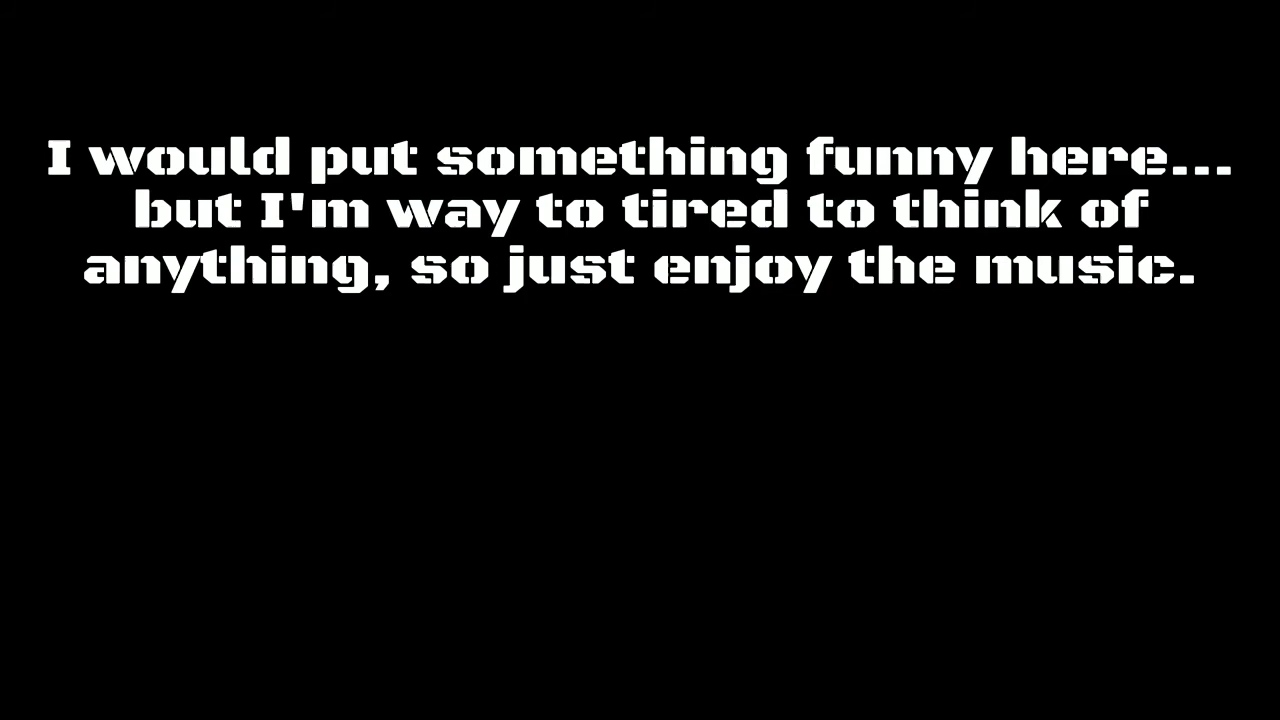 I would put something funny here...
but I'm way to tired to think of
anything, so just enjoy the music.